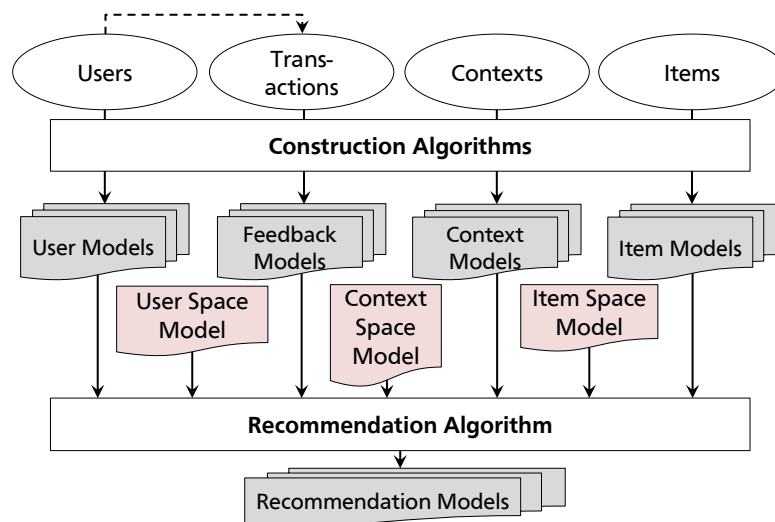 Users
Trans-
actions
Contexts
Items
Construction Algorithms
User Models
Feedback
Models
Context
Models
Item Models
User Space
Model
Context
Space
Model
Item Space
Model
Recommendation Algorithm
Recommendation Models